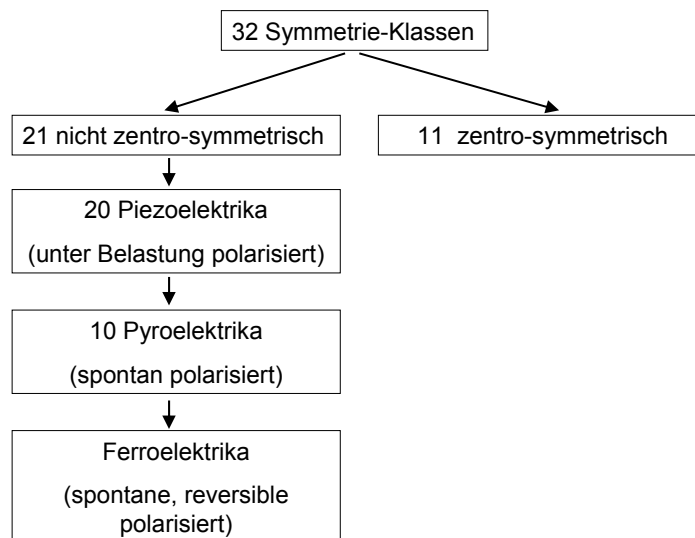 32 Symmetrie-Klassen
21 nicht zentro-symmetrisch
11 zentro-symmetrisch
20 Piezoelektrika
(unter Belastung polarisiert)
10 Pyroelektrika
(spontan polarisiert)
Ferroelektrika
(spontane, reversible
polarisiert)